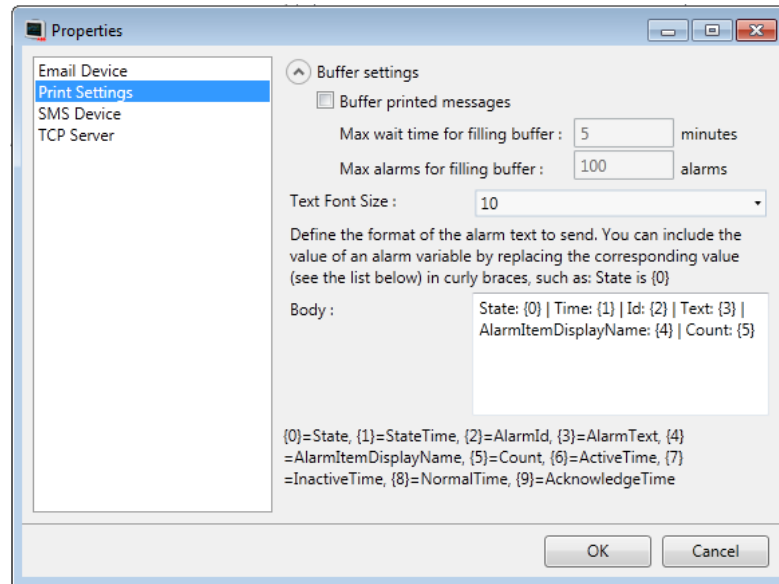 Properties
Email Device
Print Settings
SMS Device
TCP Server
Buffer settings
Buffer printed messages
Max wait time for filling buffer : 5 minutes
Max alarms for filling buffer : 100 alarms
Text Font Size : 10
Define the format of the alarm text to send. You can include the
value of an alarm variable by replacing the corresponding value
(see the list below) in curly braces, such as: State is {0}
Body : State: {0} | Time: {1} | Id: {2} | Text: {3} |
AlarmItemDisplayName: {4} | Count: {5}
{0}=State, {1}=StateTime, {2}=AlarmId, {3}=AlarmText, {4}
=AlarmItemDisplayName, {5}=Count, {6}=ActiveTime, {7}
=InactiveTime, {8}=NormalTime, {9}=AcknowledgeTime
OK Cancel